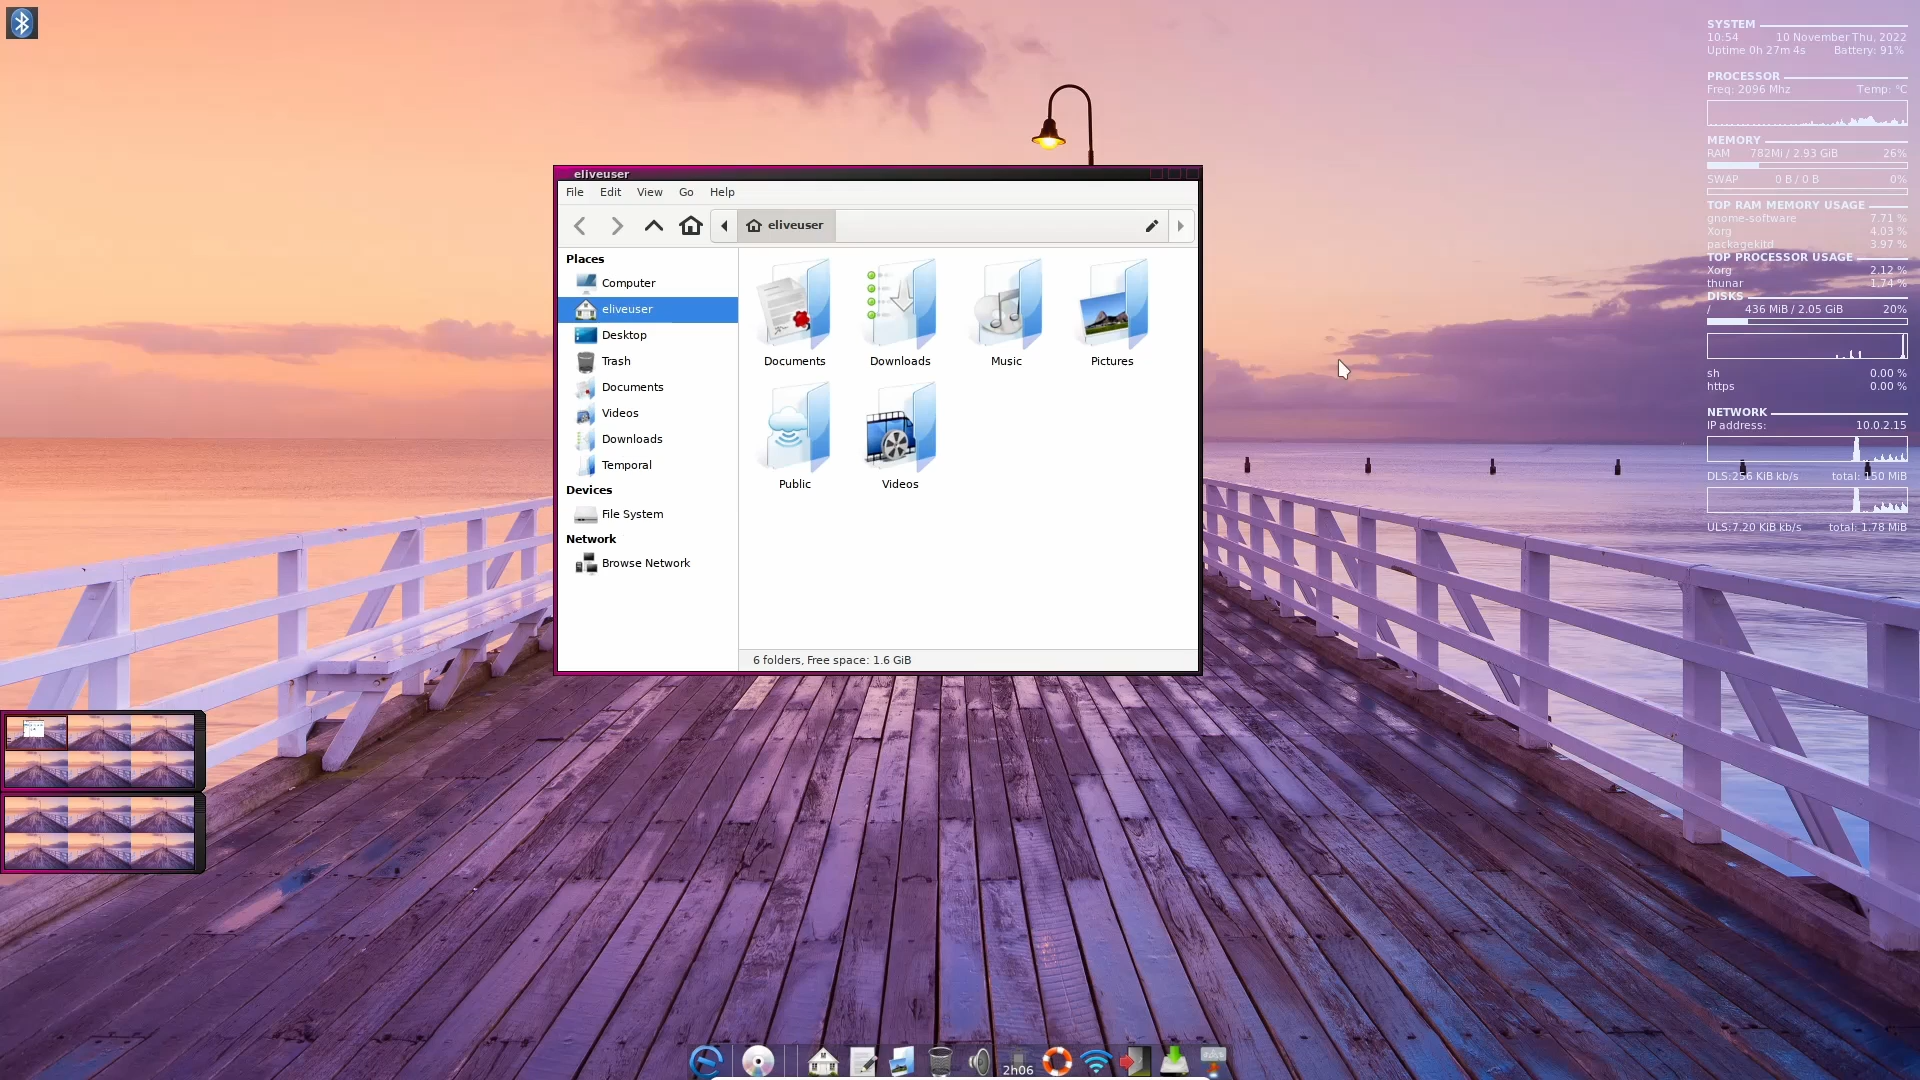 SYSTEM
10:54 10 November Thu, 2022
Uptime 0h 27m 4s Battery: 91%
PROCESSOR
Freq: 2096 Mhz Temp: °C
MEMORY
RAM 782Mi / 2.93 GiB 26%
SWAP 0 B / 0 B 0%
TOP RAM MEMORY USAGE
gnome-software 7.71 %
Xorg 4.03 %
packagekitd 3.97 %
TOP PROCESSOR USAGE
Xorg 2.12 %
thunar 1.74 %
DISKS
/ 436 MiB / 2.05 GiB 20%
sh 0.00 %
https 0.00 %
NETWORK
IP address: 10.0.2.15
DLS:256 KiB kb/s total: 150 MiB
ULS:7.20 KiB kb/s total: 1.78 MiB
eliveuser
File Edit View Go Help
eliveuser
Places
Computer
eliveuser
Desktop
Trash
Documents
Videos
Downloads
Temporal
Devices
File System
Network
Browse Network
Documents Downloads Music Pictures
Public Videos
6 folders, Free space: 1.6 GiB
2h06